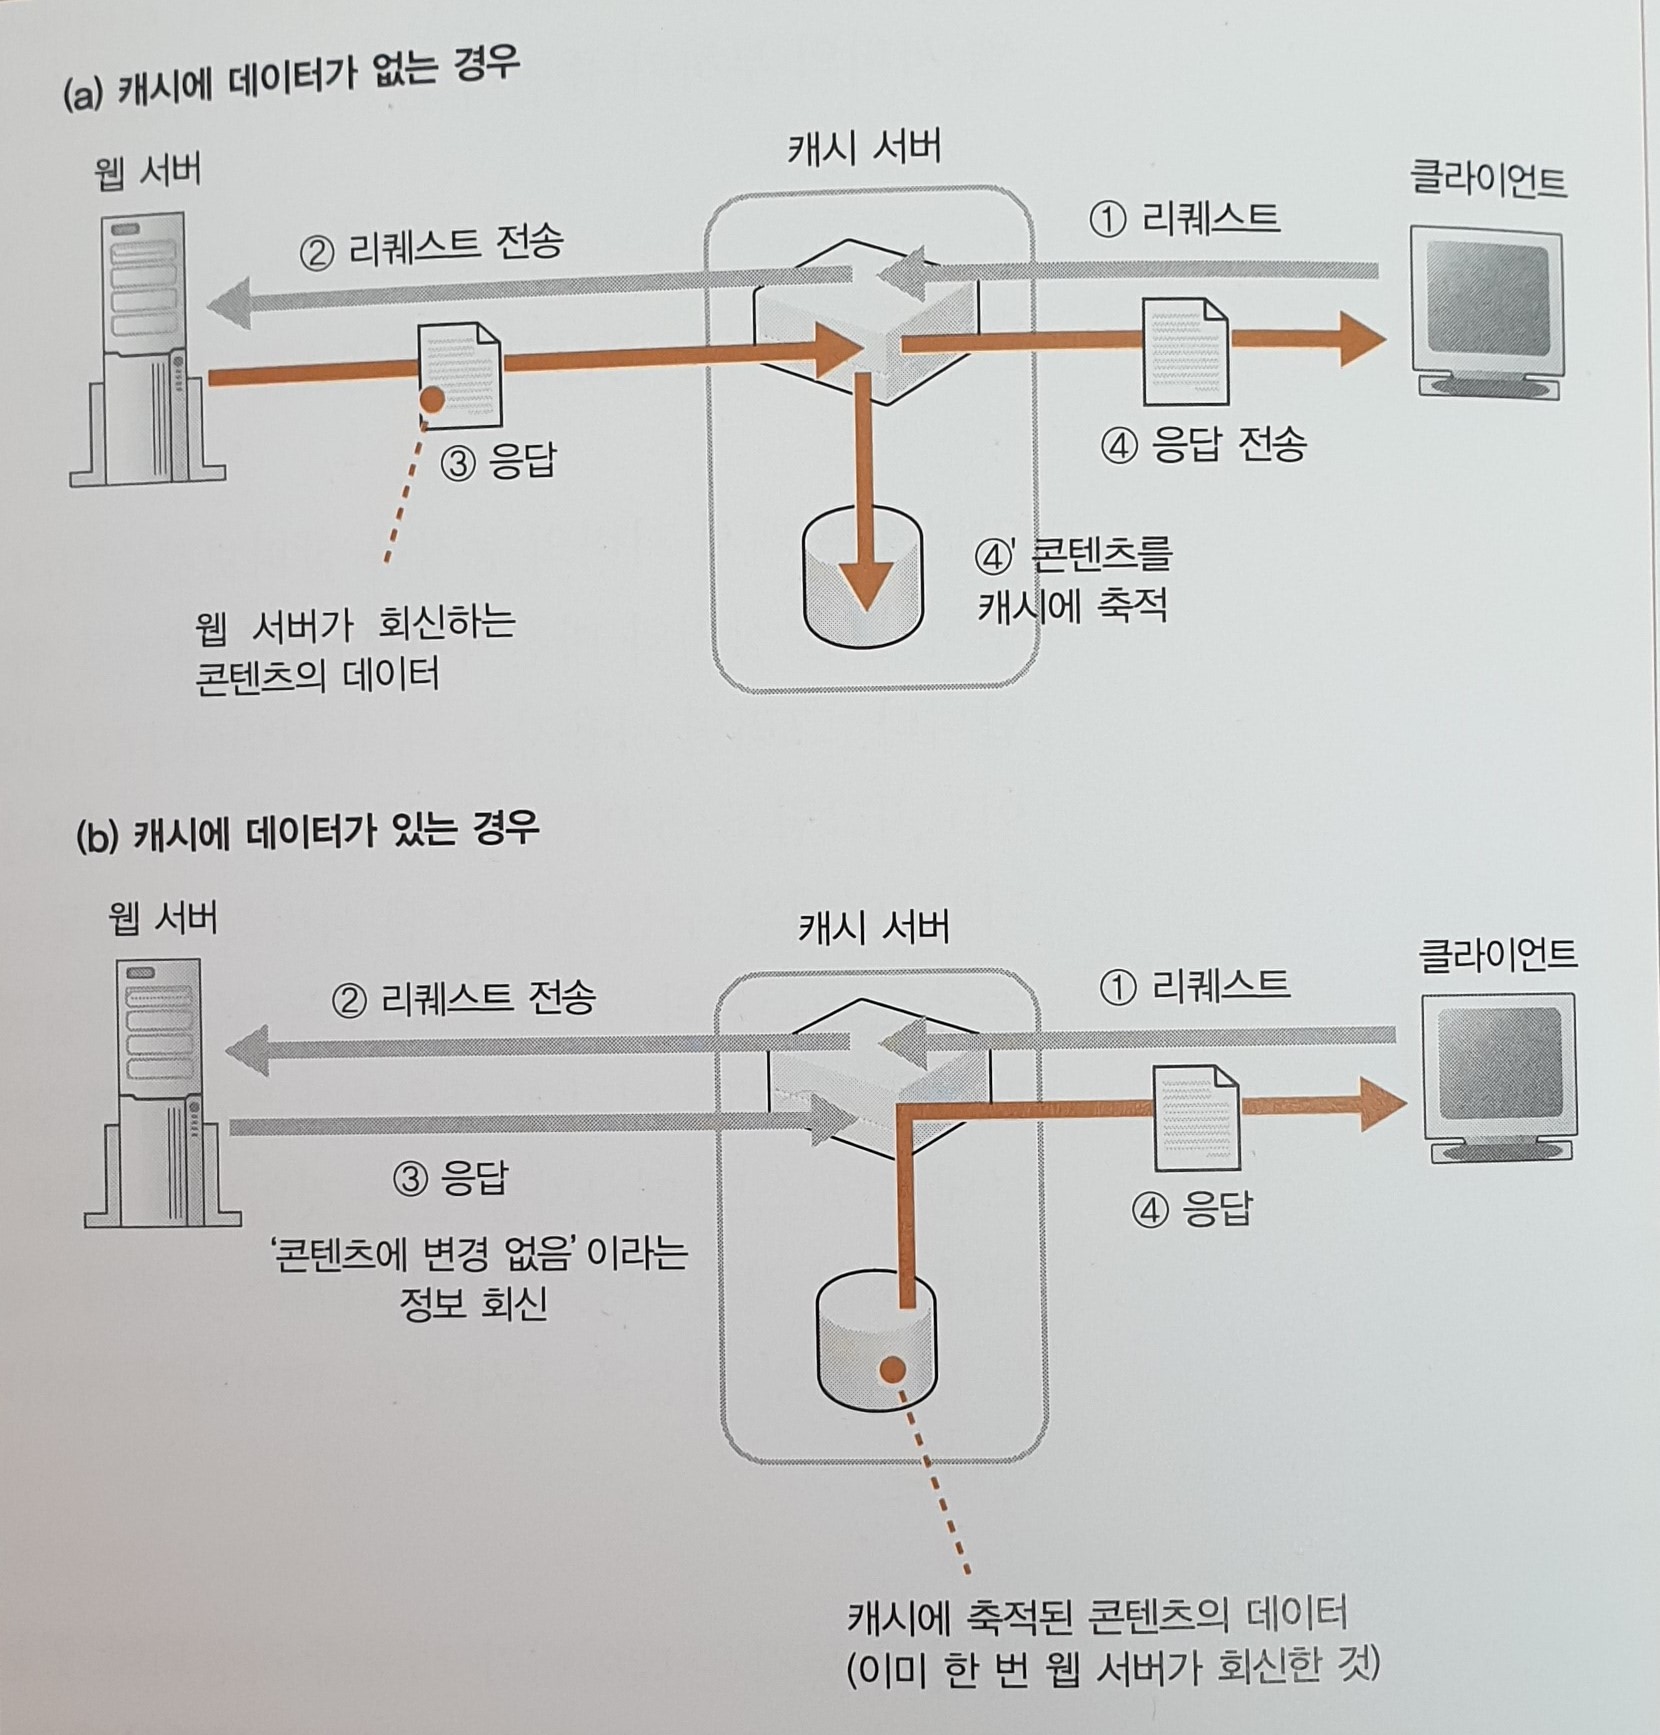 (a) 캐시에 데이터가 없는 경우
웹 서버
캐시 서버
클라이언트
② 리퀘스트 전송
① 리퀘스트
③ 응답
④ 응답 전송
④' 콘텐츠를
캐시에 축적
웹 서버가 회신하는
콘텐츠의 데이터
(b) 캐시에 데이터가 있는 경우
웹 서버
캐시 서버
클라이언트
② 리퀘스트 전송
① 리퀘스트
③ 응답
④ 응답
‘콘텐츠에 변경 없음’이라는
정보 회신
캐시에 축적된 콘텐츠의 데이터
(이미 한 번 웹 서버가 회신한 것)